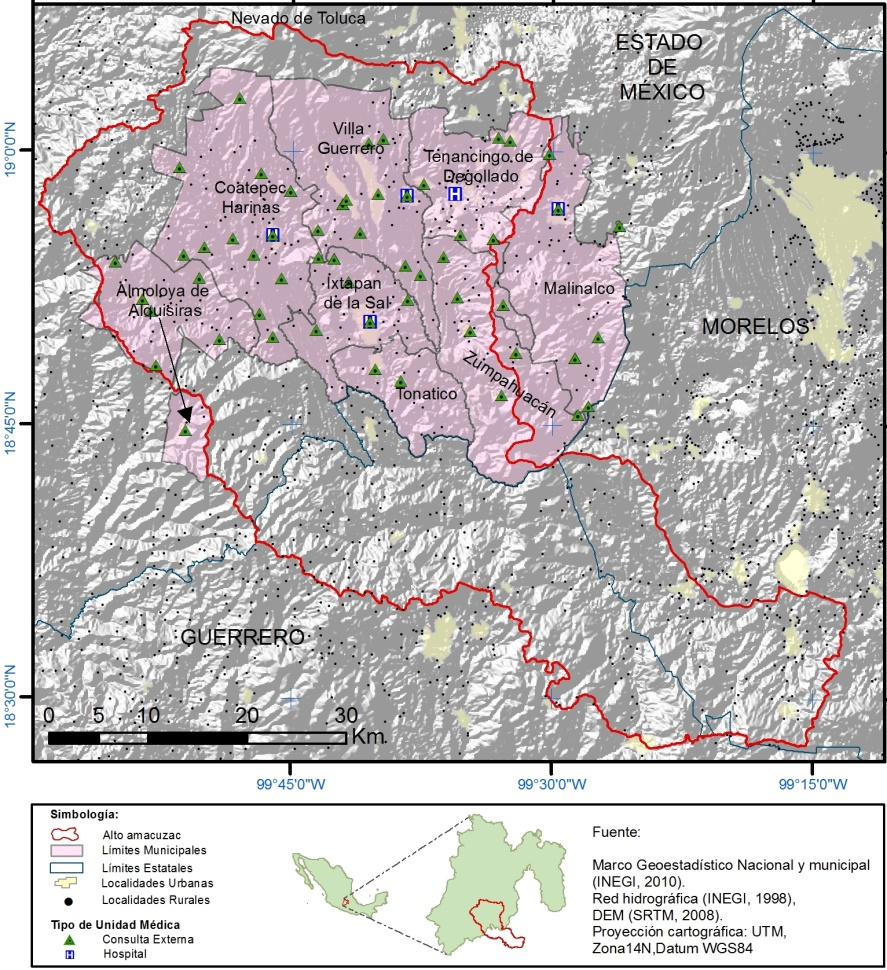 Nevado de Toluca
ESTADO
DE
MÉXICO
19°0'0"N
Villa
Guerrero
Tenancingo de
Degollado
Coatepec
Harinas
H
H
H
H
Malinalco
Almoloya de
Alquisiras
Ixtapan
de la Sal
H
MORELOS
Zumpahuacán
Tonatico
18°45'0"N
GUERRERO
18°30'0"N
0 5 10 20 30
Km.
99°45'0"W 99°30'0"W 99°15'0"W
Simbología:
Alto amacuzac
Límites Municipales
Límites Estatales
Localidades Urbanas
Localidades Rurales
Tipo de Unidad Médica
Consulta Externa
H Hospital
Fuente:
Marco Geoestadístico Nacional y municipal
(INEGI, 2010).
Red hidrográfica (INEGI, 1998),
DEM (SRTM, 2008).
Proyección cartográfica: UTM,
Zona14N,Datum WGS84